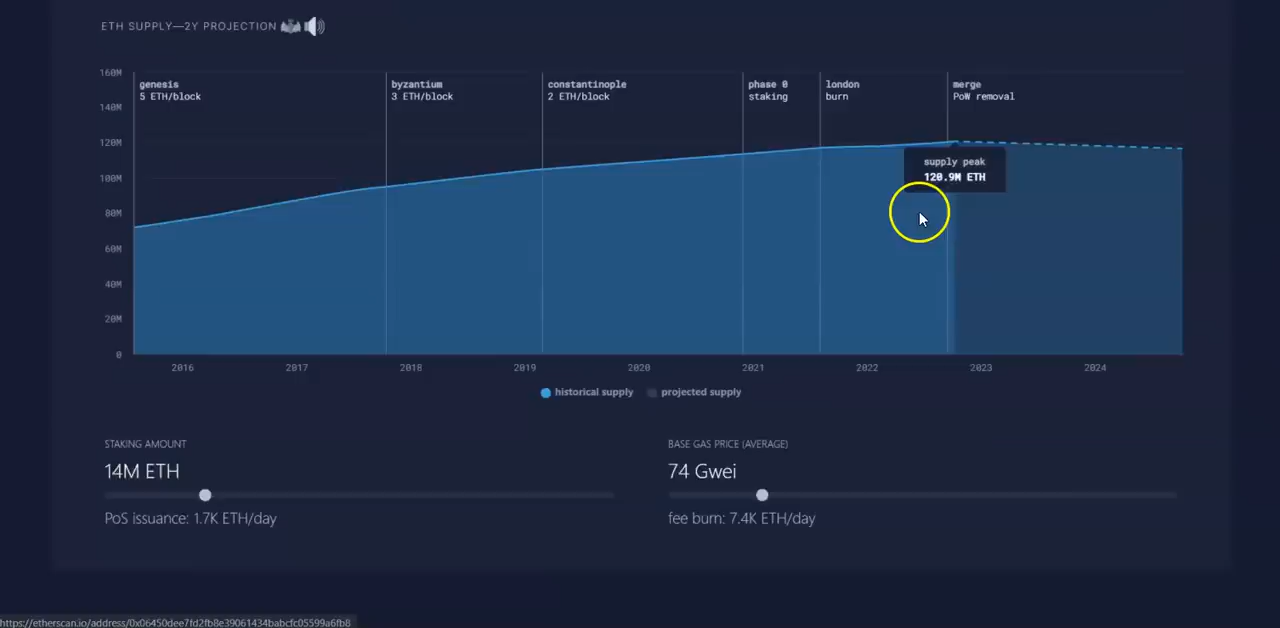 ETH SUPPLY—2Y PROJECTION
160M
140M
120M
100M
80M
60M
40M
20M
0
genesis
5 ETH/block
byzantium
3 ETH/block
constantinople
2 ETH/block
phase 0
staking
london
burn
merge
PoW removal
supply peak
120.9M ETH
2016 2017 2018 2019 2020 2021 2022 2023 2024
historical supply projected supply
STAKING AMOUNT
14M ETH
PoS issuance: 1.7K ETH/day
BASE GAS PRICE (AVERAGE)
74 Gwei
fee burn: 7.4K ETH/day
https://etherscan.io/address/0x06450dee7fd2fb8e39061434babcfc05599a6fb8